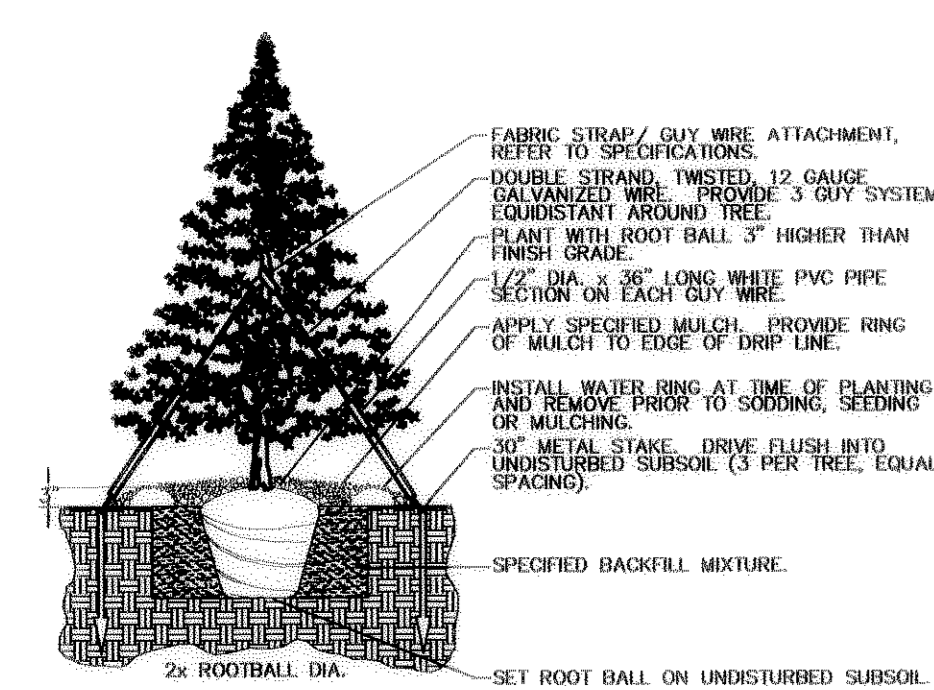 FABRIC STRAP/ GUY WIRE ATTACHMENT,
REFER TO SPECIFICATIONS.
DOUBLE STRAND, TWISTED, 12 GAUGE
GALVANIZED WIRE. PROVIDE 3 GUY SYSTEM
EQUIDISTANT AROUND TREE.
PLANT WITH ROOT BALL 3" HIGHER THAN
FINISH GRADE.
1/2" DIA. x 36" LONG WHITE PVC PIPE
SECTION ON EACH GUY WIRE.
APPLY SPECIFIED MULCH. PROVIDE RING
OF MULCH TO EDGE OF DRIP LINE.
INSTALL WATER RING AT TIME OF PLANTING
AND REMOVE PRIOR TO SODDING, SEEDING
OR MULCHING.
30" METAL STAKE. DRIVE FLUSH INTO
UNDISTURBED SUBSOIL (3 PER TREE, EQUAL
SPACING).
3"
SPECIFIED BACKFILL MIXTURE.
2x ROOTBALL DIA.
SET ROOT BALL ON UNDISTURBED SUBSOIL.